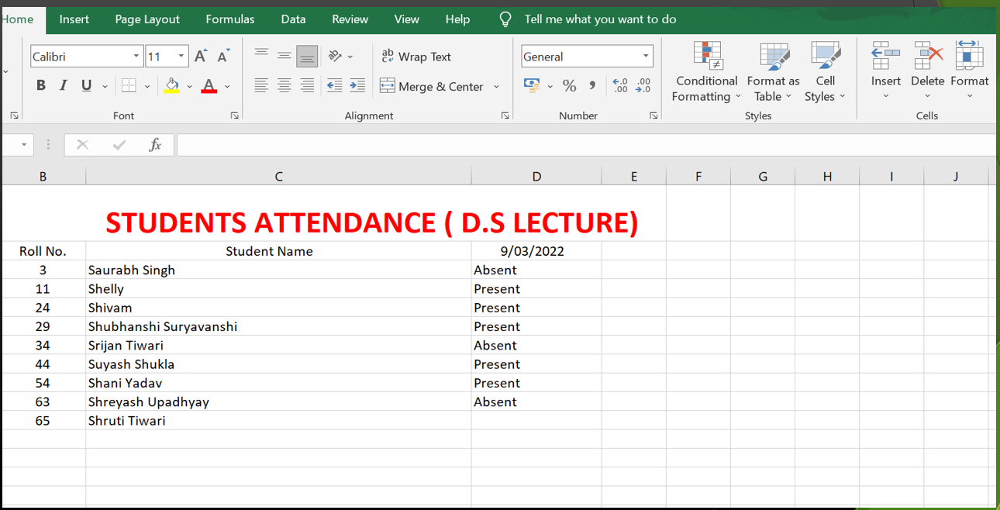 Home Insert Page Layout Formulas Data Review View Help Tell me what you want to do
Calibri 11 A A ab Wrap Text General
B I U A Merge & Center % , .00 .00 Conditional Formatting Format as Table Cell Styles Insert Delete Format
Font Alignment Number Styles Cells
fx
B C D E F G H I J
STUDENTS ATTENDANCE ( D.S LECTURE)
Roll No. Student Name 9/03/2022
3 Saurabh Singh Absent
11 Shelly Present
24 Shivam Present
29 Shubhanshi Suryavanshi Present
34 Srijan Tiwari Absent
44 Suyash Shukla Present
54 Shani Yadav Present
63 Shreyash Upadhyay Absent
65 Shruti Tiwari